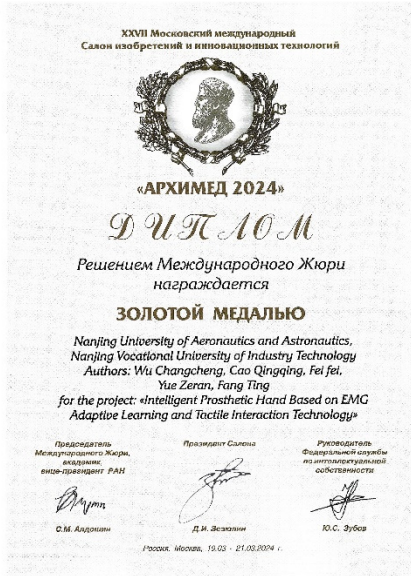 XXVII Московский международный
Салон изобретений и инновационных технологий
«АРХИМЕД 2024»
ДИПЛОМ
Решением Международного Жюри
награждается
ЗОЛОТОЙ МЕДАЛЬЮ
Nanjing University of Aeronautics and Astronautics,
Nanjing Vocational University of Industry Technology
Authors: Wu Changcheng, Cao Qingqing, Fei fei,
Yue Zeran, Fang Ting
for the project: «Intelligent Prosthetic Hand Based on EMG
Adaptive Learning and Tactile Interaction Technology»
Председатель
Международного Жюри,
академик,
вице-президент РАН
С.М. Алдошин
Президент Салона
Д.И. Зезюлин
Руководитель
Федеральной службы
по интеллектуальной
собственности
Ю.С. Зубов
Россия, Москва, 19.03 - 21.03.2024 г.